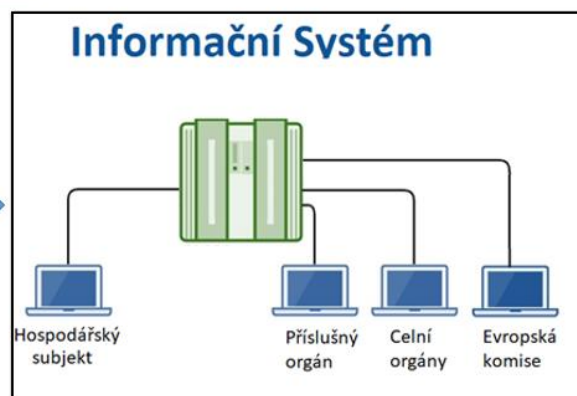 Informační Systém
Hospodářský
subjekt
Příslušný
orgán
Celní
orgány
Evropská
komise